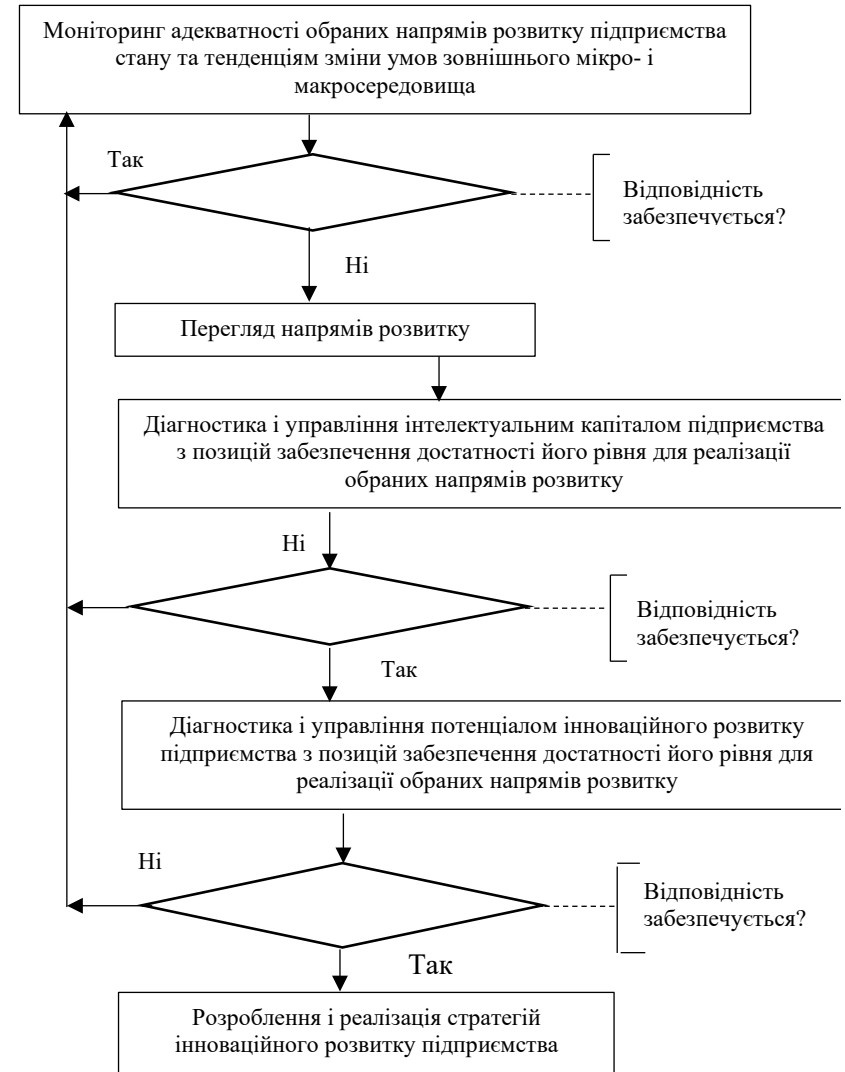 Моніторинг адекватності обраних напрямів розвитку підприємства
стану та тенденціям зміни умов зовнішнього мікро- і
макросередовища
Так
Відповідність
забезпечується?
Ні
Перегляд напрямів розвитку
Діагностика і управління інтелектуальним капіталом підприємства
з позицій забезпечення достатності його рівня для реалізації
обраних напрямів розвитку
Ні
Відповідність
забезпечується?
Так
Діагностика і управління потенціалом інноваційного розвитку
підприємства з позицій забезпечення достатності його рівня для
реалізації обраних напрямів розвитку
Ні
Відповідність
забезпечується?
Так
Розроблення і реалізація стратегій
інноваційного розвитку підприємства